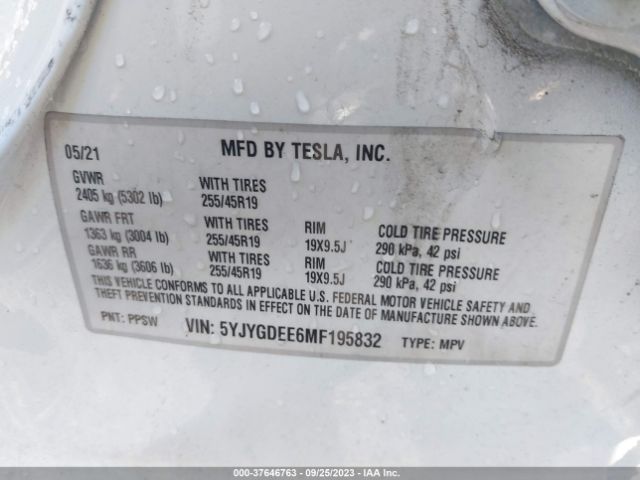 05/21 MFD BY TESLA, INC.
GVWR WITH TIRES
2405 kg (5302 lb) 255/45R19
GAWR FRT WITH TIRES RIM COLD TIRE PRESSURE
1363 kg (3004 lb) 255/45R19 19X9.5J 290 kPa, 42 psi
GAWR RR WITH TIRES RIM COLD TIRE PRESSURE
1636 kg (3606 lb) 255/45R19 19X9.5J 290 kPa, 42 psi
THIS VEHICLE CONFORMS TO ALL APPLICABLE U.S. FEDERAL MOTOR VEHICLE SAFETY AND
THEFT PREVENTION STANDARDS IN EFFECT ON THE DATE OF MANUFACTURE SHOWN ABOVE.
PNT: PPSW VIN: 5YJYGDEE6MF195832 TYPE: MPV
000-37646763 - 09/25/2023 - IAA Inc.